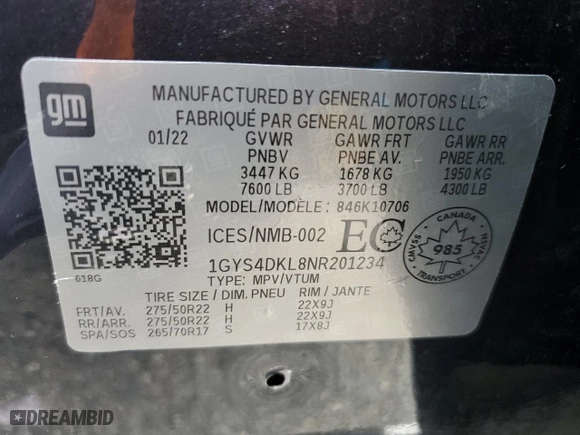 gm
MANUFACTURED BY GENERAL MOTORS LLC
FABRIQUÉ PAR GENERAL MOTORS LLC
01/22 GVWR GAWR FRT GAWR RR
PNBV PNBE AV. PNBE ARR.
3447 KG 1678 KG 1950 KG
7600 LB 3700 LB 4300 LB
MODEL/MODÈLE: 846K10706
ICES/NMB-002 EC
CANADA
985
TRANSPORT
MVSA
NSVAC
1GYS4DKL8NR201234
618G
TYPE: MPV/VTUM
TIRE SIZE / DIM. PNEU RIM / JANTE
FRT/AV. 275/50R22 H 22X9J
RR/ARR. 275/50R22 H 22X9J
SPA/SOS 265/70R17 S 17X8J
DREAMBID